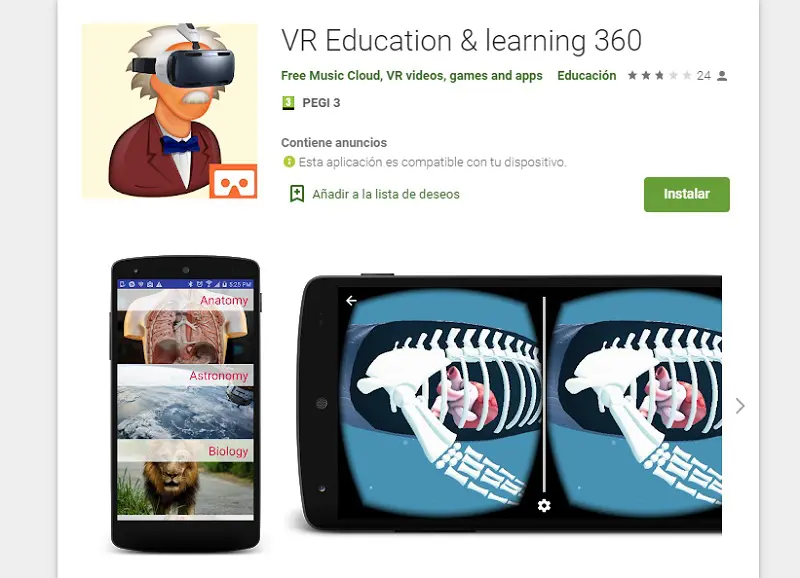 VR Education & learning 360
Free Music Cloud, VR videos, games and apps Educación 24
3 PEGI 3
Contiene anuncios
Esta aplicación es compatible con tu dispositivo.
Añadir a la lista de deseos
Instalar
5:25 PM
Anatomy
Astronomy
Biology